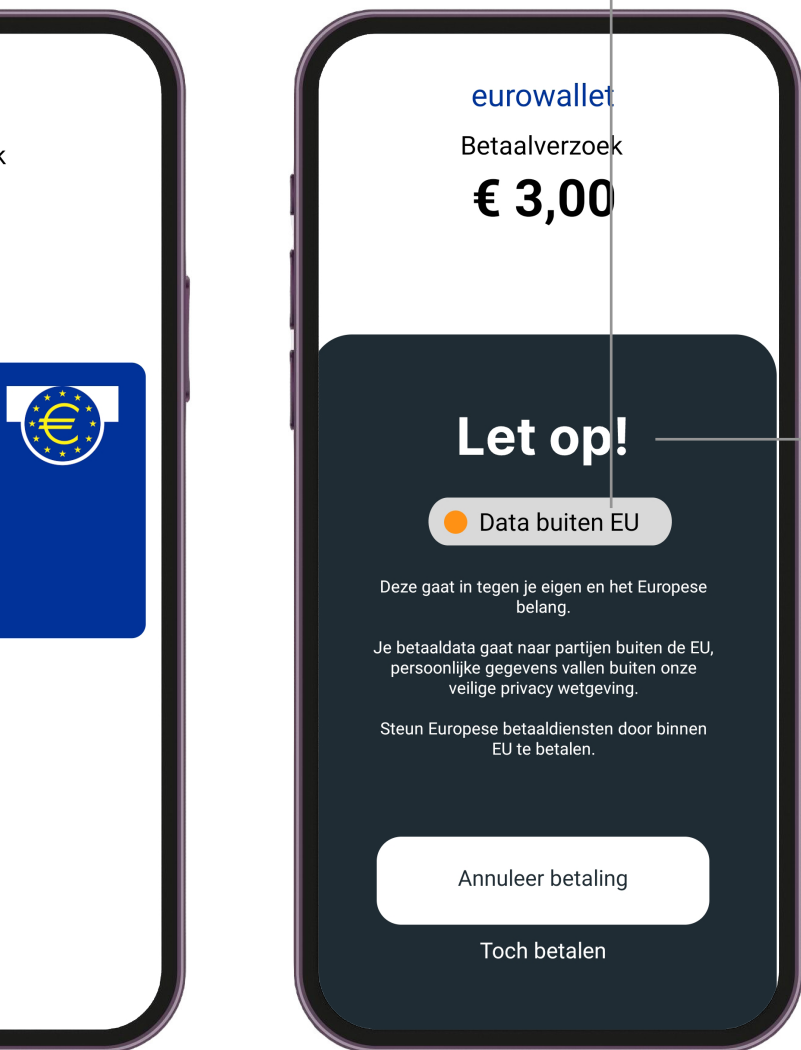 k
eurowallet
Betaalverzoek
€ 3,00
Let op!
Data buiten EU
Deze gaat in tegen je eigen en het Europese
belang.
Je betaaldata gaat naar partijen buiten de EU,
persoonlijke gegevens vallen buiten onze
veilige privacy wetgeving.
Steun Europese betaaldiensten door binnen
EU te betalen.
Annuleer betaling
Toch betalen